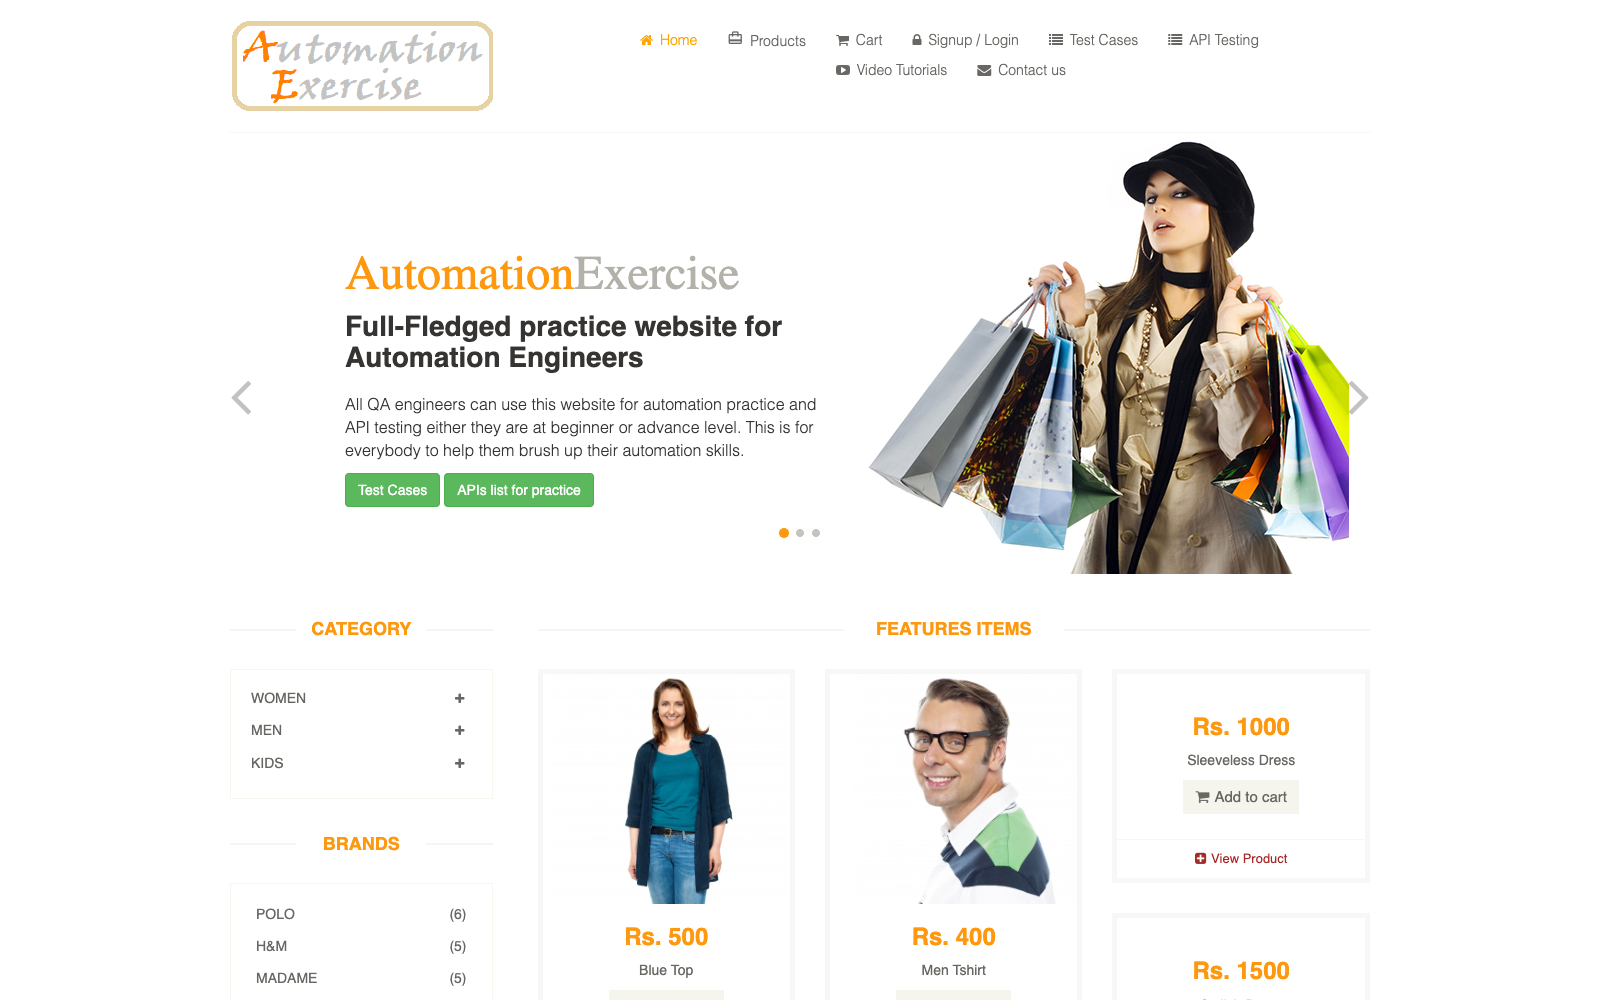 Automation
Exercise
Home
Products
Cart
Signup / Login
Test Cases
API Testing
Video Tutorials
Contact us
AutomationExercise
Full-Fledged practice website for
Automation Engineers
All QA engineers can use this website for automation practice and
API testing either they are at beginner or advance level. This is for
everybody to help them brush up their automation skills.
Test Cases
APIs list for practice
CATEGORY
WOMEN
MEN
KIDS
BRANDS
POLO (6)
H&M (5)
MADAME (5)
FEATURES ITEMS
Rs. 500
Blue Top
Rs. 400
Men Tshirt
Rs. 1000
Sleeveless Dress
Add to cart
View Product
Rs. 1500